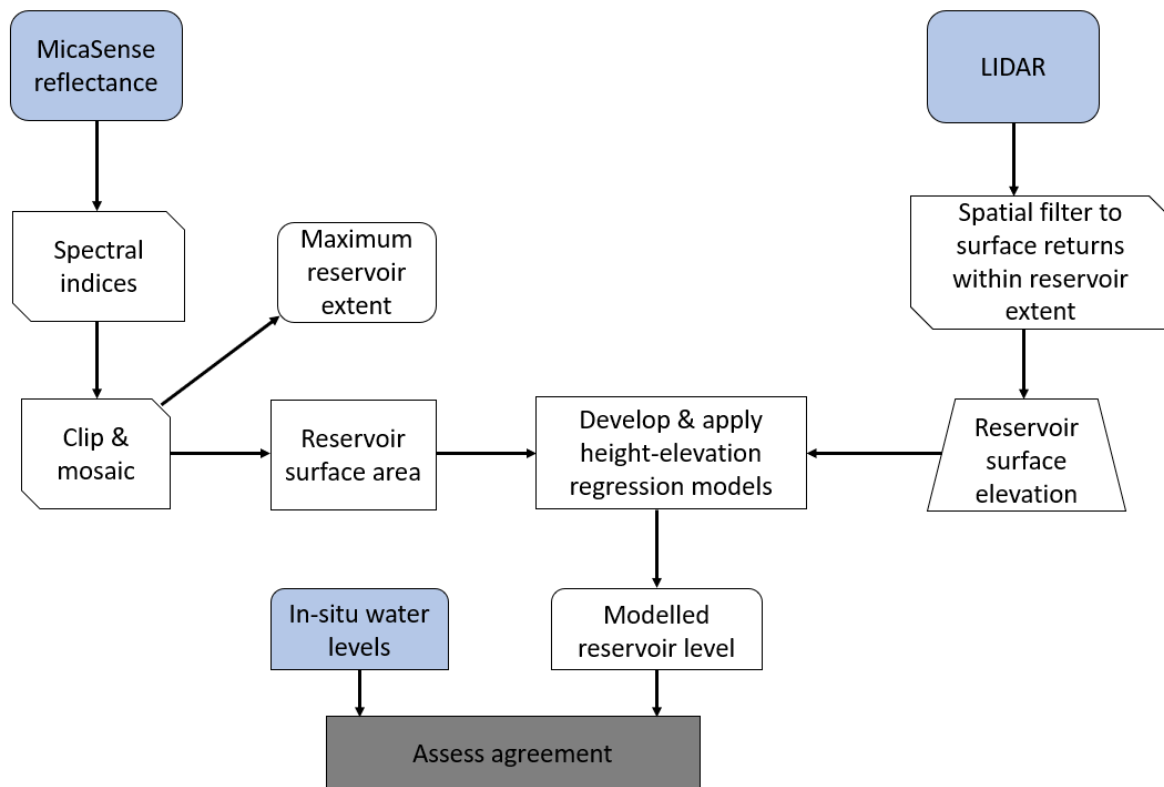 MicaSense
reflectance
LIDAR
Spectral
indices
Maximum
reservoir
extent
Spatial filter to
surface returns
within reservoir
extent
Clip &
mosaic
Reservoir
surface area
Develop & apply
height-elevation
regression models
Reservoir
surface
elevation
In-situ water
levels
Modelled
reservoir level
Assess agreement